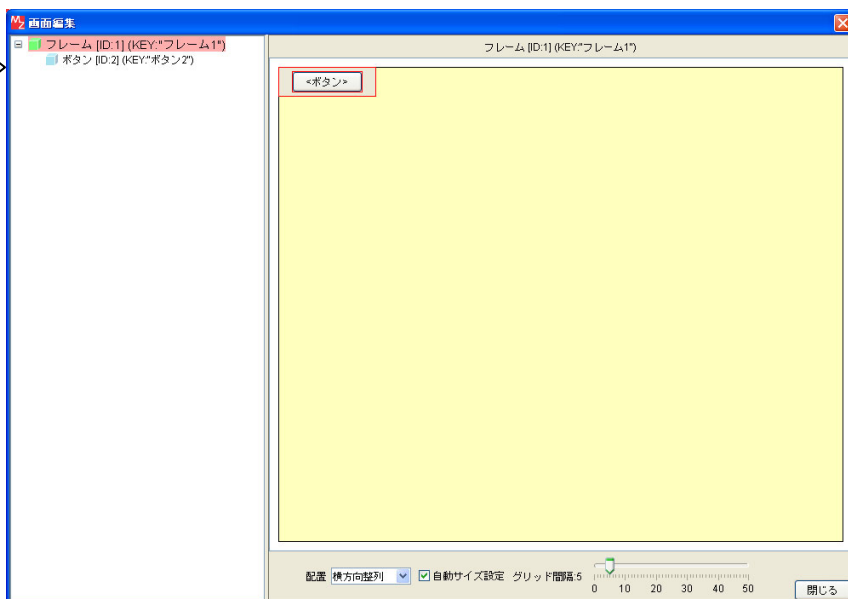 MZ 画面編集
フレーム [ID:1] (KEY:"フレーム1")
ボタン [ID:2] (KEY:"ボタン2")
フレーム [ID:1] (KEY:"フレーム1")
<ボタン>
配置 横方向整列 自動サイズ設定 グリッド間隔:5
0 10 20 30 40 50
閉じる